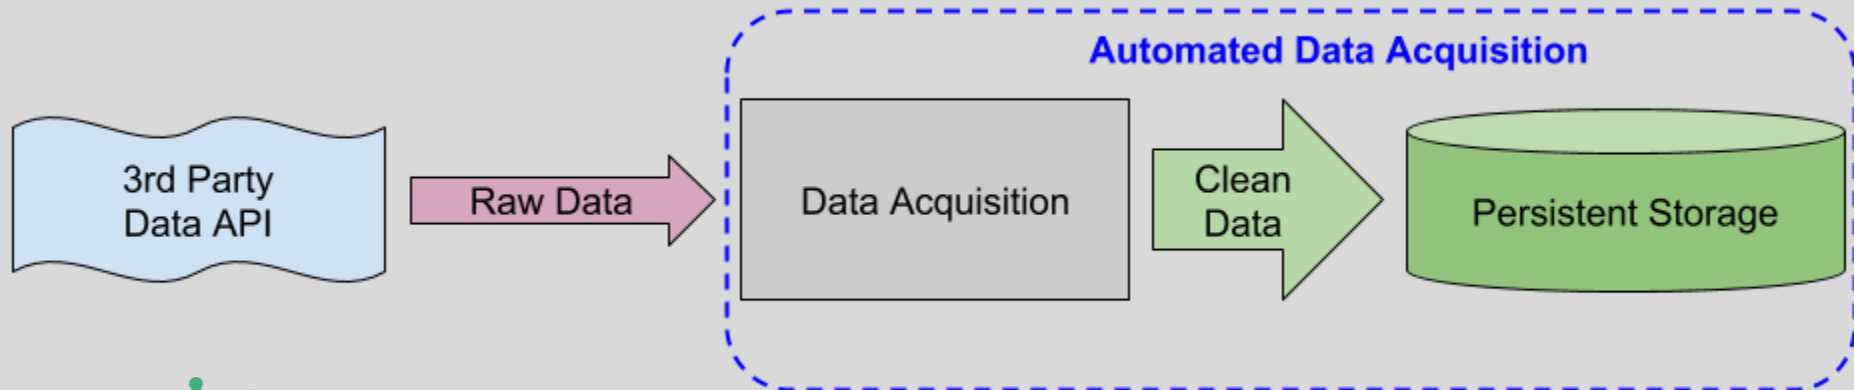 Automated Data Acquisition
3rd Party
Data API
Raw Data
Data Acquisition
Clean
Data
Persistent Storage